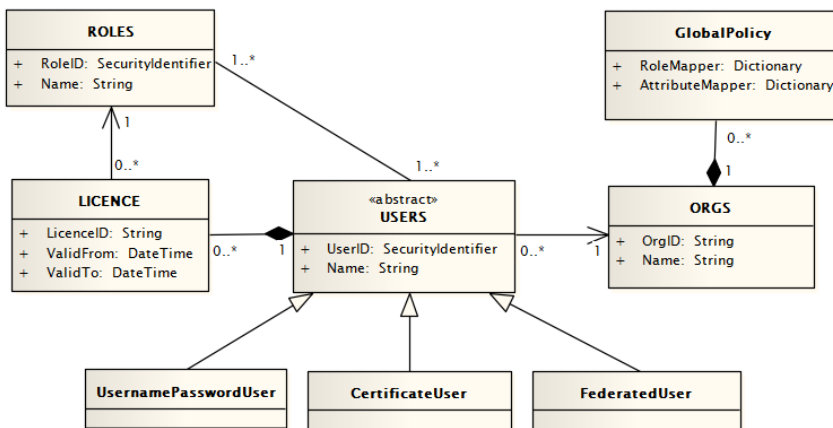 ROLES
+ RoleID: SecurityIdentifier
+ Name: String
GlobalPolicy
+ RoleMapper: Dictionary
+ AttributeMapper: Dictionary
1..*
1
0..*
0..*
1
1..*
LICENCE
+ LicenceID: String
+ ValidFrom: DateTime
+ ValidTo: DateTime
«abstract»
USERS
+ UserID: SecurityIdentifier
+ Name: String
ORGS
+ OrgID: String
+ Name: String
0..*
1
0..*
1
UsernamePasswordUser
CertificateUser
FederatedUser